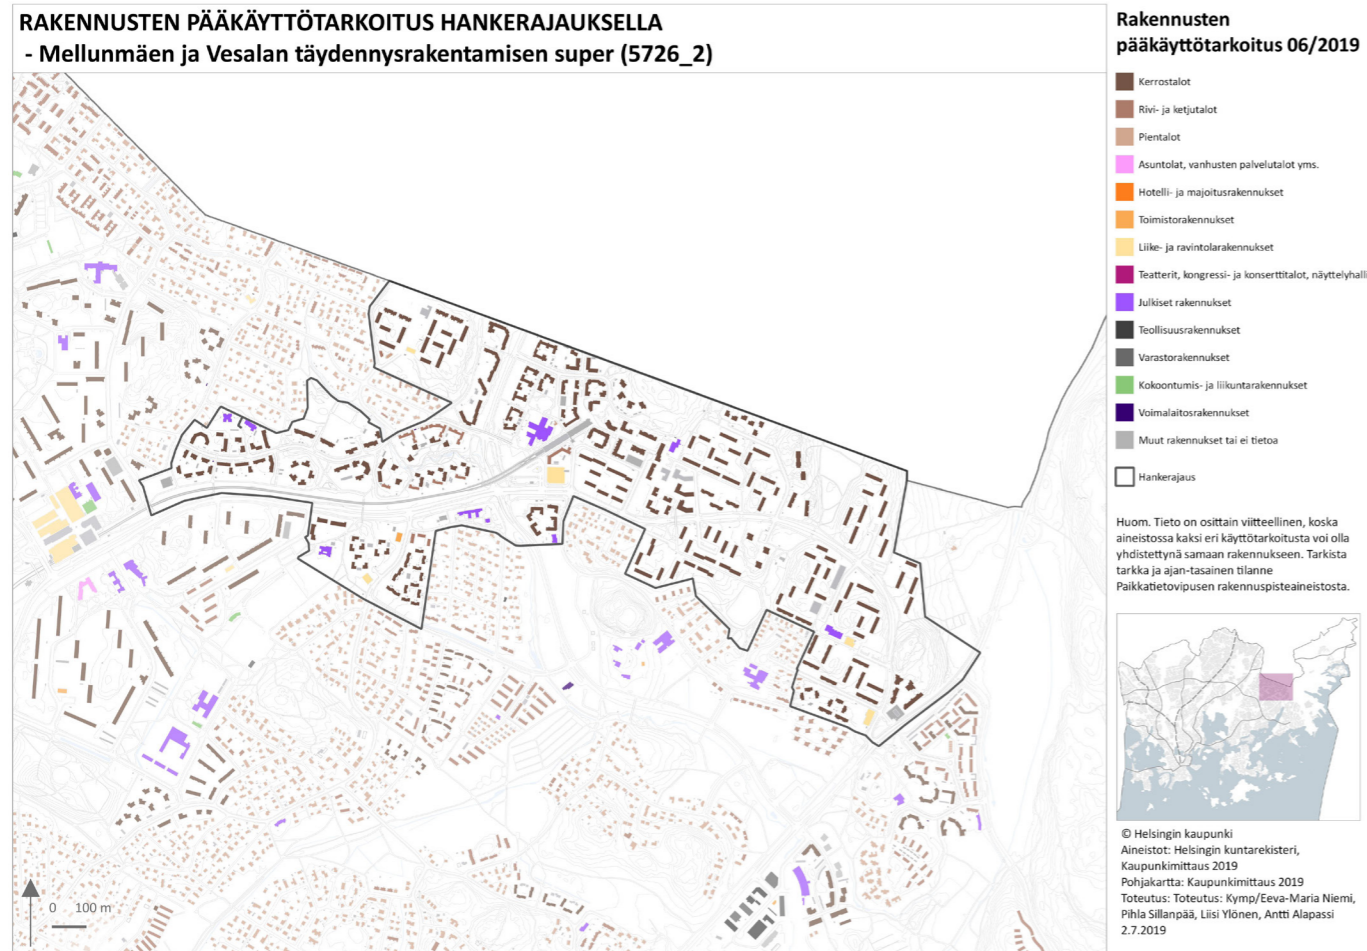 RAKENNUSTEN PÄÄKÄYTTÖTARKOITUS HANKERAJAUKSELLA
- Mellunmäen ja Vesalan täydennysrakentamisen super (5726_2)
Rakennusten
pääkäyttötarkoitus 06/2019
Kerrostalot
Rivi- ja ketjutalot
Pientalot
Asuntolat, vanhusten palvelutalot yms.
Hotelli- ja majoitusrakennukset
Toimistorakennukset
Liike- ja ravintolarakennukset
Teatterit, kongressi- ja konserttitalot, näyttelyhalli
Julkiset rakennukset
Teollisuusrakennukset
Varastorakennukset
Kokoontumis- ja liikuntarakennukset
Voimalaitosrakennukset
Muut rakennukset tai ei tietoa
Hankerajaus
Huom. Tieto on osittain viitteellinen, koska
aineistossa kaksi eri käyttötarkoitusta voi olla
yhdistettynä samaan rakennukseen. Tarkista
tarkka ja ajan-tasainen tilanne
Paikkatietovipusen rakennuspisteaineistosta.
© Helsingin kaupunki
Aineistot: Helsingin kuntarekisteri,
Kaupunkimittaus 2019
Pohjakartta: Kaupunkimittaus 2019
Toteutus: Toteutus: Kymp/Eeva-Maria Niemi,
Pihla Sillanpää, Liisi Ylönen, Antti Alapassi
2.7.2019
0 100 m